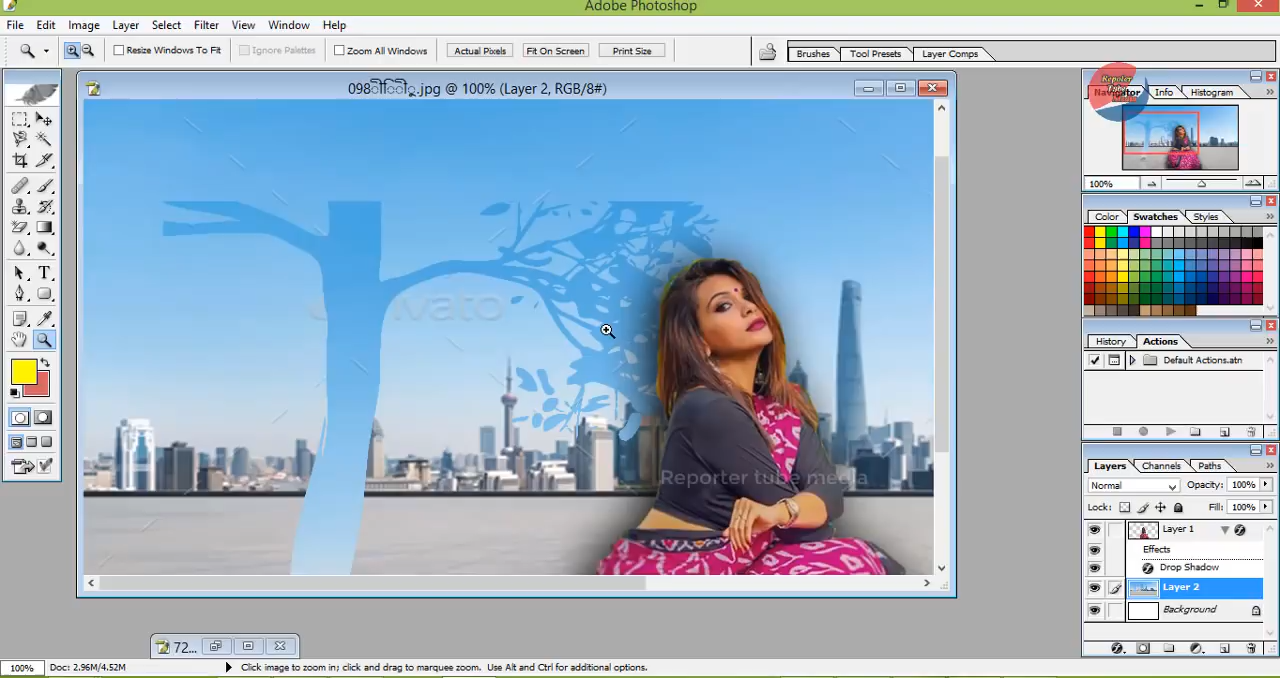 Adobe Photoshop
File Edit Image Layer Select Filter View Window Help
Resize Windows To Fit Ignore Palettes Zoom All Windows Actual Pixels Fit On Screen Print Size Brushes Tool Presets Layer Comps
.jpg @ 100% (Layer 2, RGB/8#)
Repoter
Tube
Media
Navigator Info Histogram
100%
Color Swatches Styles
History Actions
Default Actions.atn
Reporter tube media
Layers Channels Paths
Normal Opacity: 100%
Lock: Fill: 100%
Layer 1
Effects
Drop Shadow
Layer 2
Background
72...
100% Doc: 2.96M/4.52M Click image to zoom in; click and drag to marquee zoom. Use Alt and Ctrl for additional options.